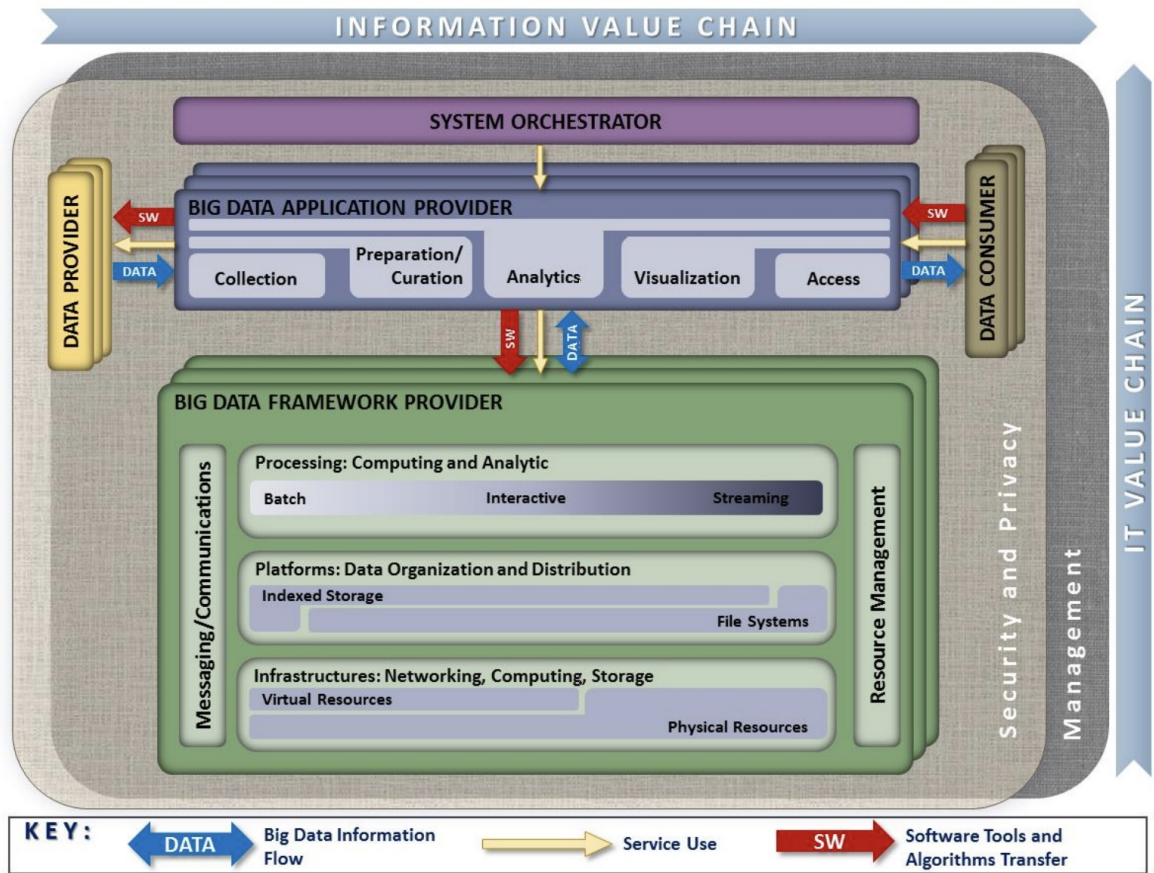 INFORMATION VALUE CHAIN
SYSTEM ORCHESTRATOR
DATA PROVIDER
SW
DATA
BIG DATA APPLICATION PROVIDER
Collection
Preparation/
Curation
Analytics
Visualization
Access
SW
DATA
DATA CONSUMER
SW
DATA
BIG DATA FRAMEWORK PROVIDER
Messaging/Communications
Processing: Computing and Analytic
Batch Interactive Streaming
Platforms: Data Organization and Distribution
Indexed Storage
File Systems
Infrastructures: Networking, Computing, Storage
Virtual Resources
Physical Resources
Resource Management
Security and Privacy
Management
IT VALUE CHAIN
KEY:
DATA
Big Data Information
Flow
Service Use
SW
Software Tools and
Algorithms Transfer